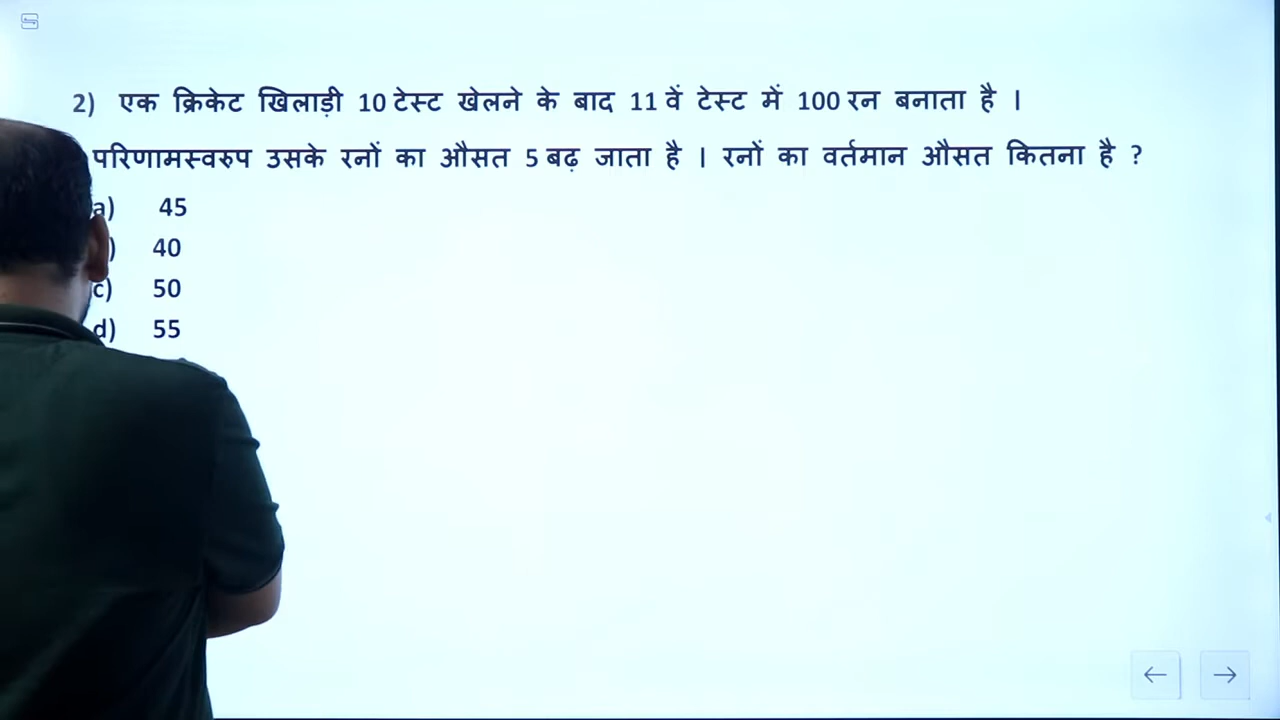 2) एक क्रिकेट खिलाड़ी 10 टेस्ट खेलने के बाद 11 वें टेस्ट में 100 रन बनाता है ।
परिणामस्वरुप उसके रनों का औसत 5 बढ़ जाता है । रनों का वर्तमान औसत कितना है ?
a) 45
) 40
c) 50
d) 55